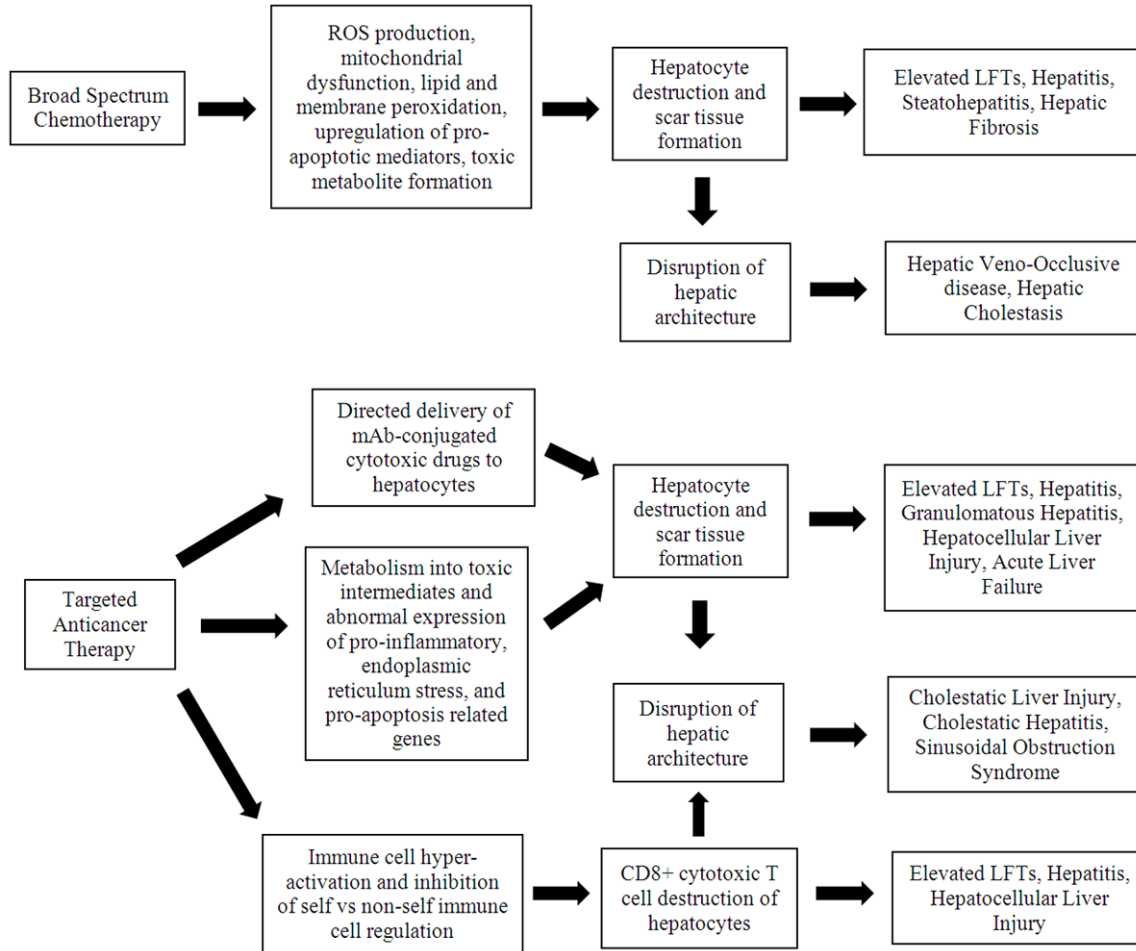 Broad Spectrum
Chemotherapy
ROS production,
mitochondrial
dysfunction, lipid and
membrane peroxidation,
upregulation of pro-
apoptotic mediators, toxic
metabolite formation
Hepatocyte
destruction and
scar tissue
formation
Elevated LFTs, Hepatitis,
Steatohepatitis, Hepatic
Fibrosis
Disruption of
hepatic
architecture
Hepatic Veno-Occlusive
disease, Hepatic
Cholestasis
Targeted
Anticancer
Therapy
Directed delivery of
mAb-conjugated
cytotoxic drugs to
hepatocytes
Metabolism into toxic
intermediates and
abnormal expression
of pro-inflammatory,
endoplasmic
reticulum stress, and
pro-apoptosis related
genes
Hepatocyte
destruction and
scar tissue
formation
Elevated LFTs, Hepatitis,
Granulomatous Hepatitis,
Hepatocellular Liver
Injury, Acute Liver
Failure
Disruption of
hepatic
architecture
Cholestatic Liver Injury,
Cholestatic Hepatitis,
Sinusoidal Obstruction
Syndrome
Immune cell hyper-
activation and inhibition
of self vs non-self immune
cell regulation
CD8+ cytotoxic T
cell destruction of
hepatocytes
Elevated LFTs, Hepatitis,
Hepatocellular Liver
Injury